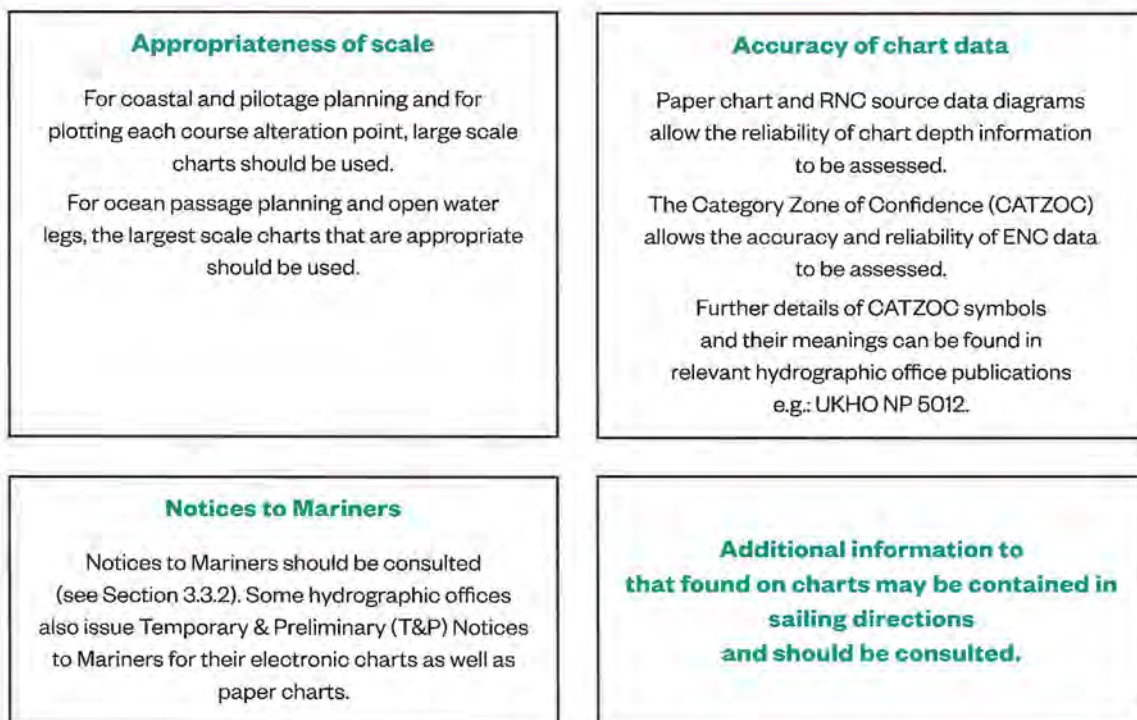 Appropriateness of scale
For coastal and pilotage planning and for
plotting each course alteration point, large scale
charts should be used.
For ocean passage planning and open water
legs, the largest scale charts that are appropriate
should be used.
Accuracy of chart data
Paper chart and RNC source data diagrams
allow the reliability of chart depth information
to be assessed.
The Category Zone of Confidence (CATZOC)
allows the accuracy and reliability of ENC data
to be assessed.
Further details of CATZOC symbols
and their meanings can be found in
relevant hydrographic office publications
e.g.: UKHO NP 5012.
Notices to Mariners
Notices to Mariners should be consulted
(see Section 3.3.2). Some hydrographic offices
also issue Temporary & Preliminary (T&P) Notices
to Mariners for their electronic charts as well as
paper charts.
Additional information to
that found on charts may be contained in
sailing directions
and should be consulted.